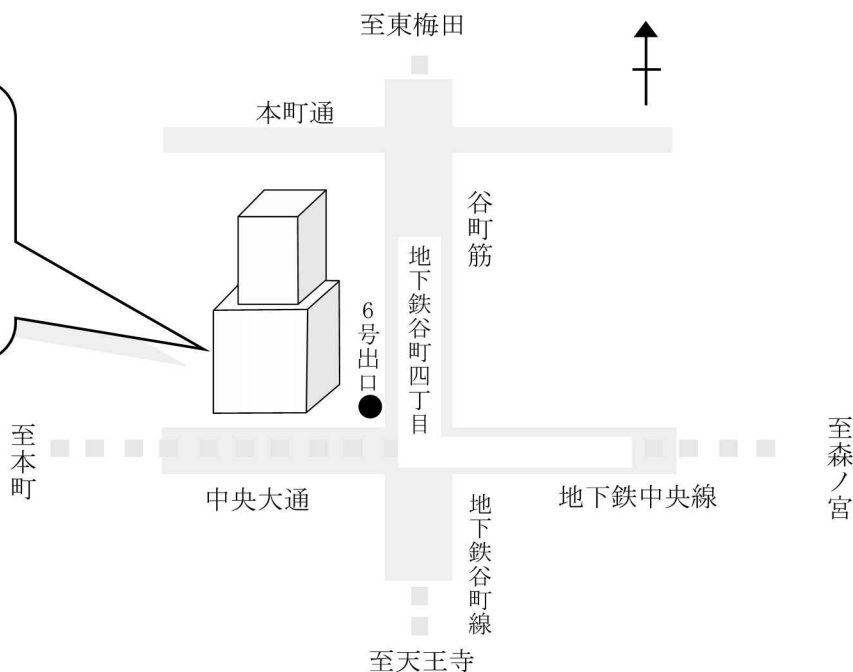 至東梅田
本町通
谷町筋
地下鉄谷町四丁目
6号出口
至本町
至森ノ宮
中央大通
地下鉄中央線
地下鉄谷町線
至天王寺